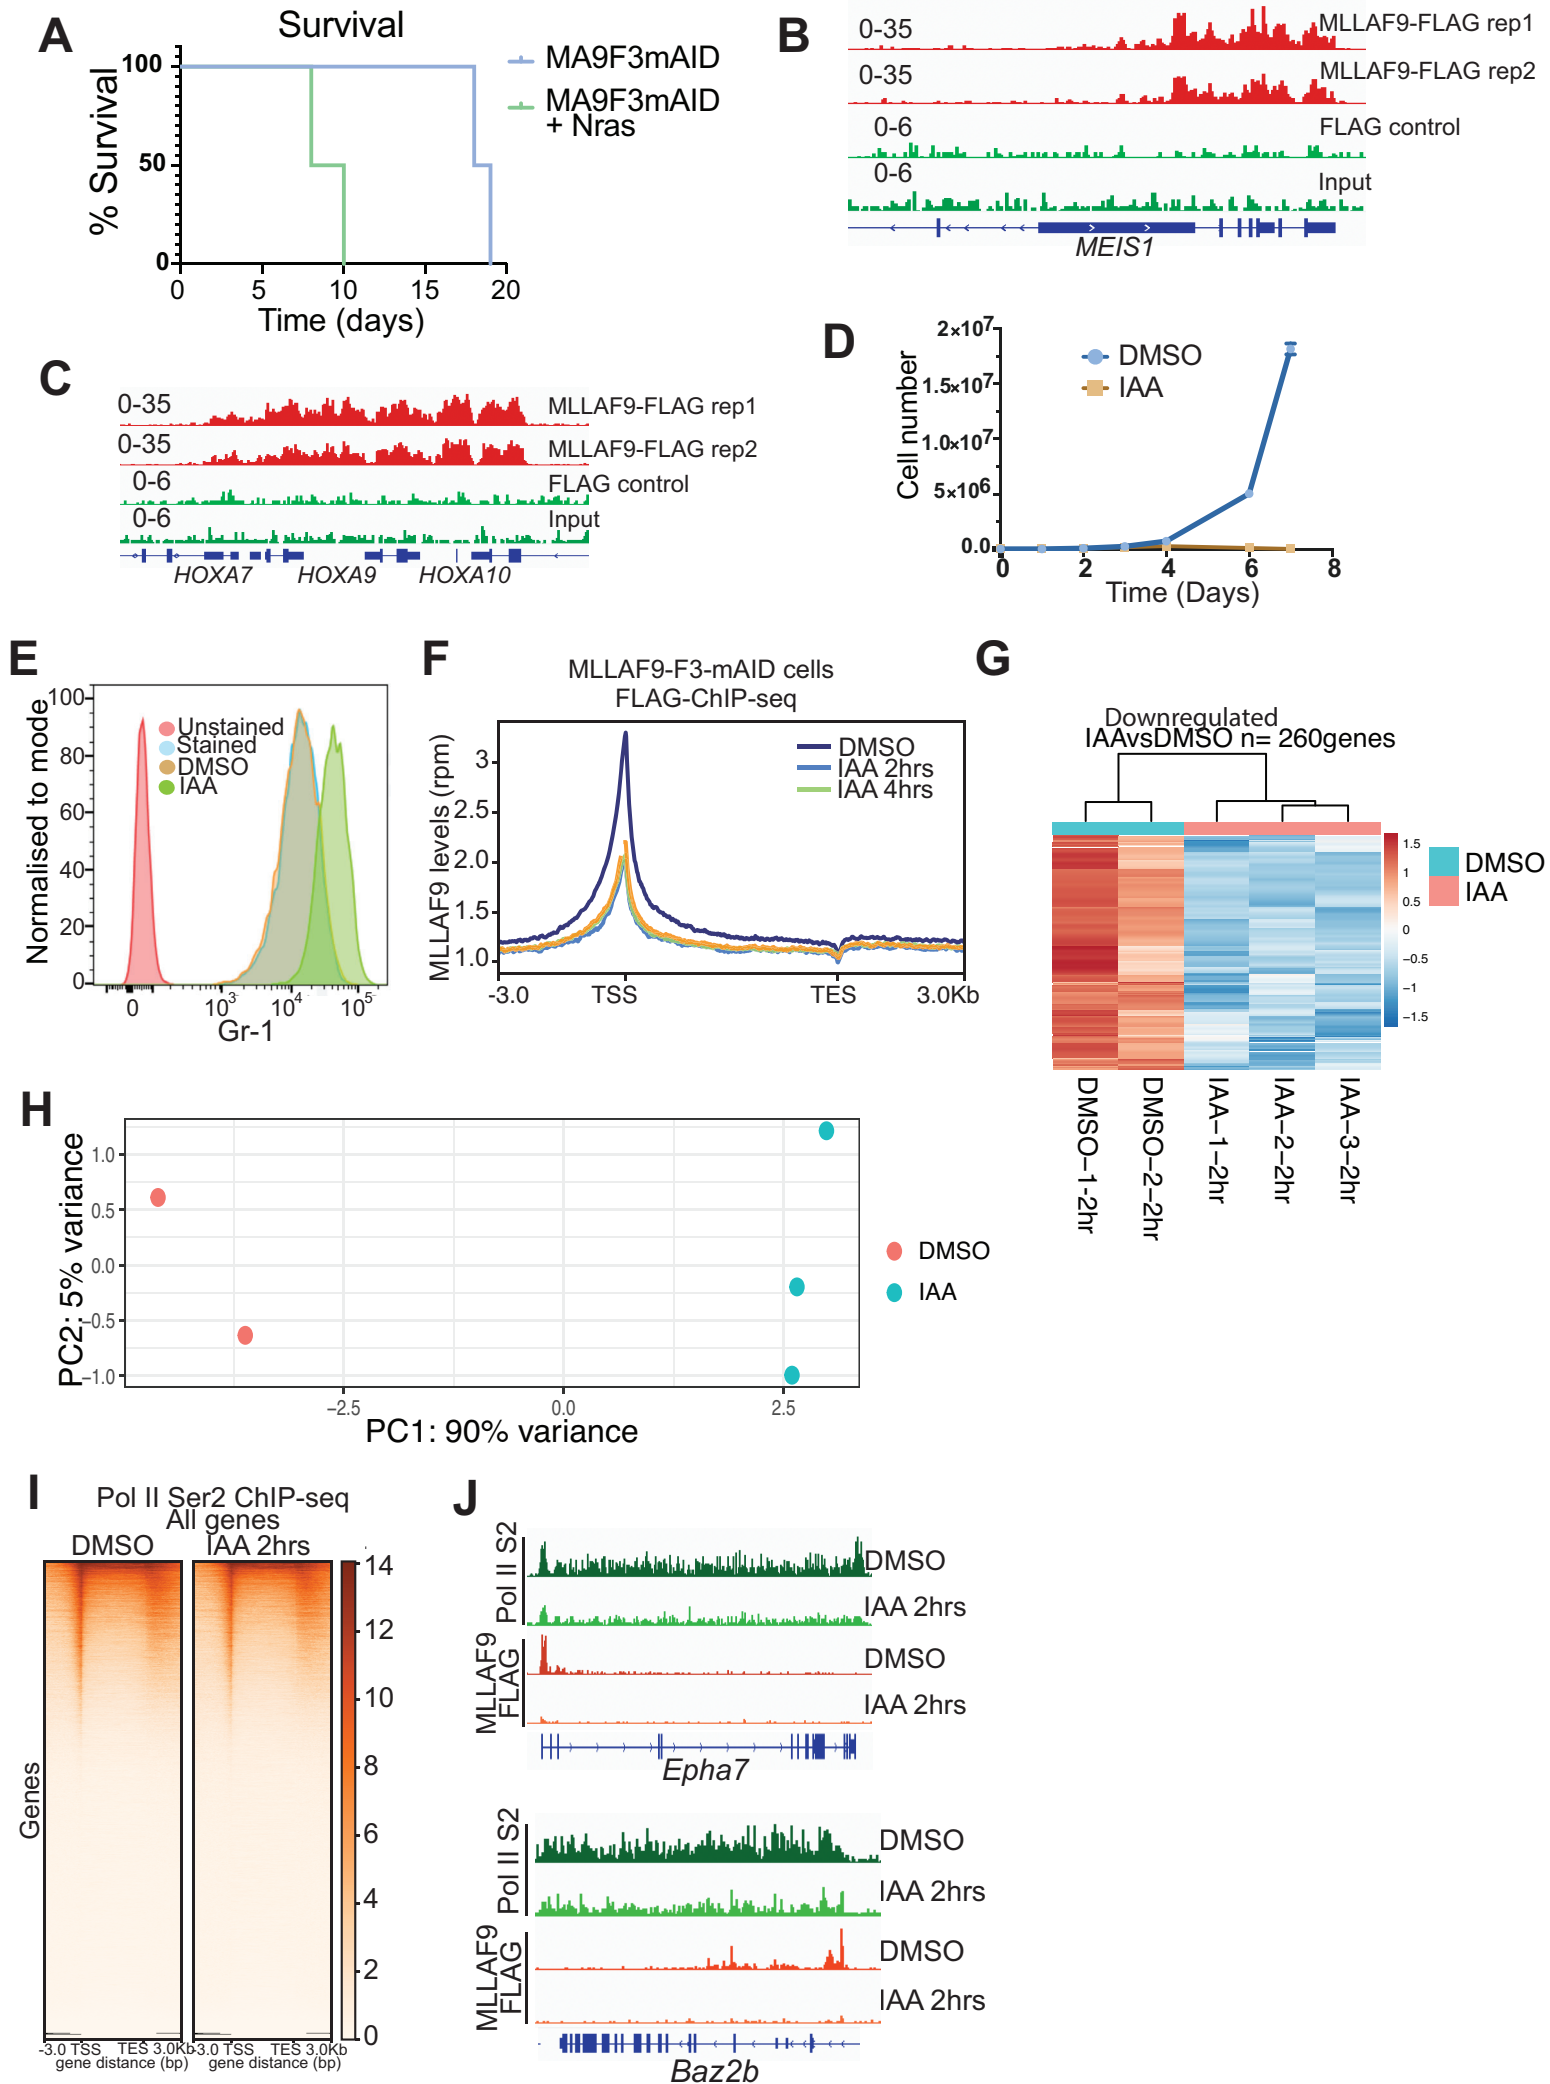 A
Survival
% Survival
100
50
0
0 5 10 15 20
Time (days)
MA9F3mAID
MA9F3mAID
+ Nras
B
0-35
MLLAF9-FLAG rep1
0-35
MLLAF9-FLAG rep2
0-6
FLAG control
0-6
Input
MEIS1
C
0-35
MLLAF9-FLAG rep1
0-35
MLLAF9-FLAG rep2
0-6
FLAG control
0-6
Input
HOXA7 HOXA9 HOXA10
D
Cell number
2×10⁷
1.5×10⁷
1.0×10⁷
5×10⁶
0.0
0 2 4 6 8
Time (Days)
DMSO
IAA
E
Normalised to mode
100
80
60
40
20
0
Unstained
Stained
DMSO
IAA
0 10³ 10⁴ 10⁵
Gr-1
F
MLLAF9-F3-mAID cells
FLAG-ChIP-seq
MLLAF9 levels (rpm)
3
2.5
2.0
1.5
1.0
DMSO
IAA 2hrs
IAA 4hrs
-3.0 TSS TES 3.0Kb
G
Downregulated
IAAvsDMSO n= 260genes
1.5
1
0.5
0
−0.5
−1
−1.5
DMSO
IAA
DMSO−1-2hr
DMSO−2−2hr
IAA−1−2hr
IAA−2−2hr
IAA−3−2hr
H
PC2: 5% variance
1.0
0.5
0.0
−0.5
−1.0
−2.5 0.0 2.5
PC1: 90% variance
DMSO
IAA
I
Pol II Ser2 ChIP-seq
All genes
DMSO IAA 2hrs
Genes
14
12
10
8
6
4
2
0
-3.0 TSS TES 3.0Kb
-3.0 TSS TES 3.0Kb
gene distance (bp)
gene distance (bp)
J
Pol II S2
DMSO
IAA 2hrs
MLLAF9
FLAG
DMSO
IAA 2hrs
Epha7
Pol II S2
DMSO
IAA 2hrs
MLLAF9
FLAG
DMSO
IAA 2hrs
Baz2b